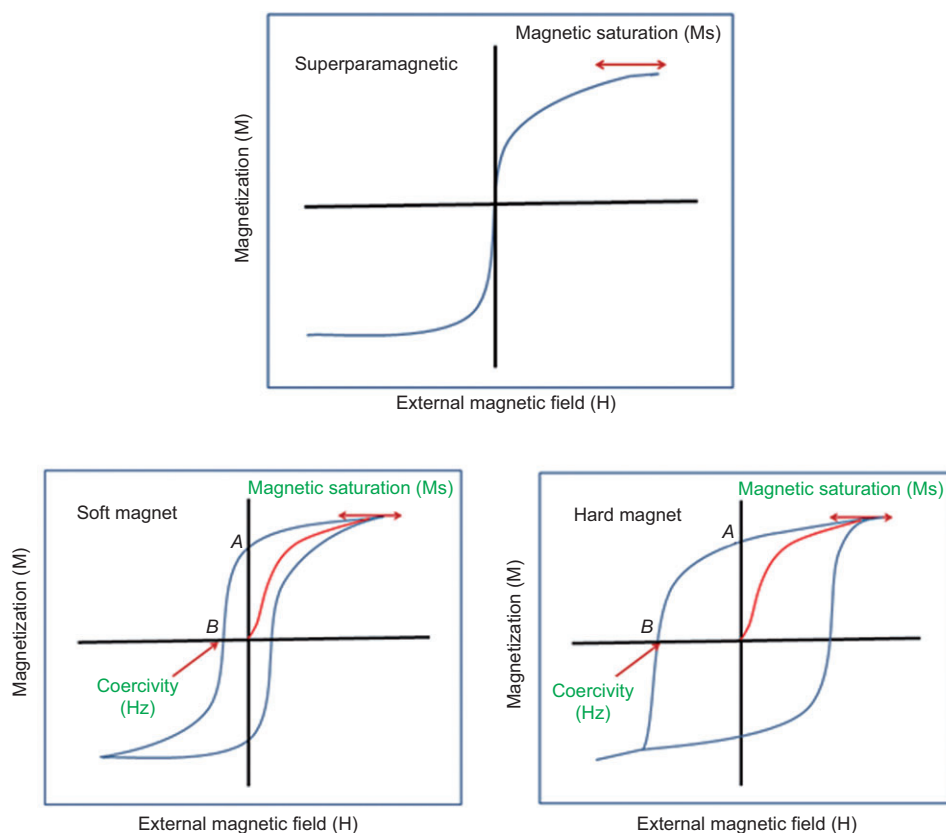 Magnetic saturation (Ms)
Superparamagnetic
Magnetization (M)
External magnetic field (H)
Magnetic saturation (Ms)
Soft magnet
A
B
Coercivity
(Hz)
Magnetization (M)
External magnetic field (H)
Magnetic saturation (Ms)
Hard magnet
A
B
Coercivity
(Hz)
Magnetization (M)
External magnetic field (H)